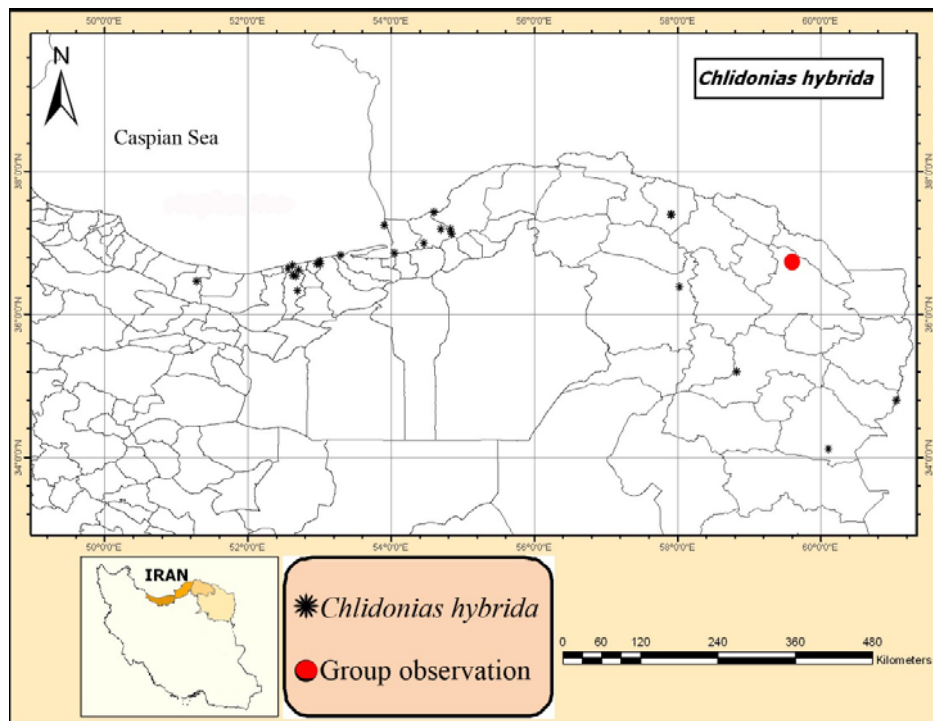 50°0'0"E 52°0'0"E 54°0'0"E 56°0'0"E 58°0'0"E 60°0'0"E
N
Chlidonias hybrida
Caspian Sea
38°0'0"N 38°0'0"N
36°0'0"N 36°0'0"N
34°0'0"N 34°0'0"N
50°0'0"E 52°0'0"E 54°0'0"E 56°0'0"E 58°0'0"E 60°0'0"E
IRAN
Chlidonias hybrida
Group observation
0 60 120 240 360 480
Kilometers